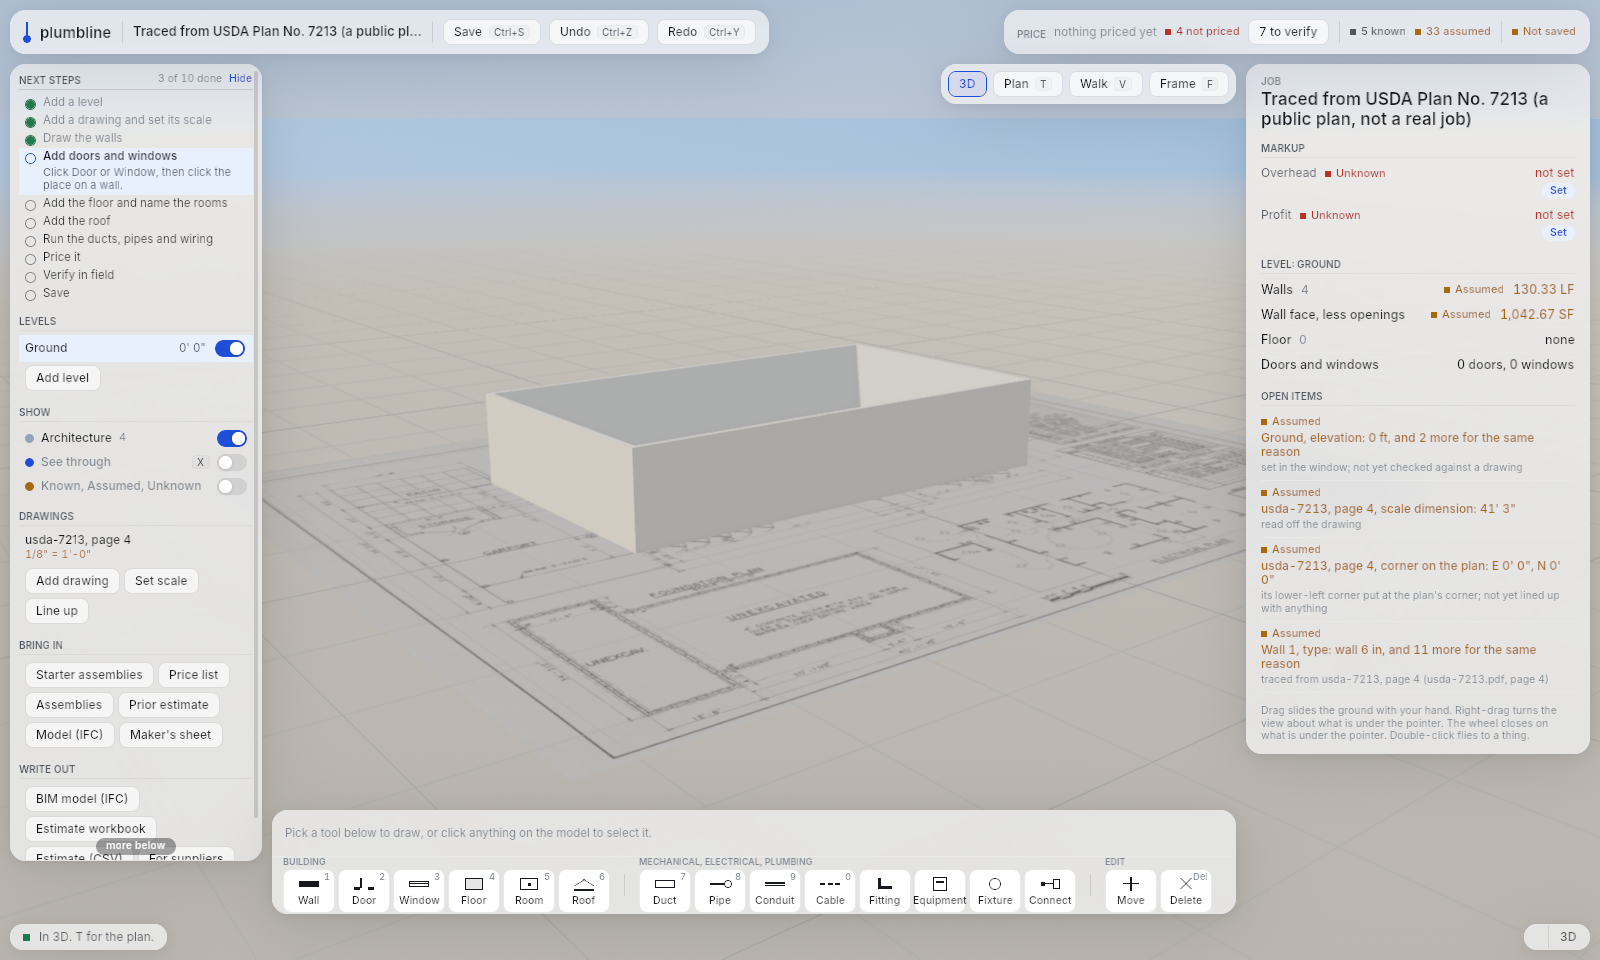 plumbline
Traced from USDA Plan No. 7213 (a public pl...
Save Ctrl+S
Undo Ctrl+Z
Redo Ctrl+Y
PRICE nothing priced yet 4 not priced
7 to verify
5 known 33 assumed
Not saved
NEXT STEPS 3 of 10 done Hide
Add a level
Add a drawing and set its scale
Draw the walls
Add doors and windows
Click Door or Window, then click the
place on a wall.
Add the floor and name the rooms
Add the roof
Run the ducts, pipes and wiring
Price it
Verify in field
Save
LEVELS
Ground 0' 0"
Add level
SHOW
Architecture 4
See through X
Known, Assumed, Unknown
DRAWINGS
usda-7213, page 4
1/8" = 1'-0"
Add drawing Set scale
Line up
BRING IN
Starter assemblies Price list
Assemblies Prior estimate
Model (IFC) Maker's sheet
WRITE OUT
BIM model (IFC)
Estimate workbook
more below
Estimate (CSV) For suppliers
3D
Plan T
Walk V
Frame F
FOUNDATION PLAN
UNEXCAVATED
UNEXCAV.
JOB
Traced from USDA Plan No. 7213 (a
public plan, not a real job)
MARKUP
Overhead Unknown not set
Set
Profit Unknown not set
Set
LEVEL: GROUND
Walls 4 Assumed 130.33 LF
Wall face, less openings Assumed 1,042.67 SF
Floor 0 none
Doors and windows 0 doors, 0 windows
OPEN ITEMS
Assumed
Ground, elevation: 0 ft, and 2 more for the same
reason
set in the window; not yet checked against a drawing
Assumed
usda-7213, page 4, scale dimension: 41' 3"
read off the drawing
Assumed
usda-7213, page 4, corner on the plan: E 0' 0", N 0'
0"
its lower-left corner put at the plan's corner; not yet lined up
with anything
Assumed
Wall 1, type: wall 6 in, and 11 more for the same
reason
traced from usda-7213, page 4 (usda-7213.pdf, page 4)
Drag slides the ground with your hand. Right-drag turns the
view about what is under the pointer. The wheel closes on
what is under the pointer. Double-click flies to a thing.
Pick a tool below to draw, or click anything on the model to select it.
BUILDING
MECHANICAL, ELECTRICAL, PLUMBING
EDIT
1 2 3 4 5 6 7 8 9 0 Del
Wall Door Window Floor Room Roof Duct Pipe Conduit Cable Fitting Equipment Fixture Connect Move Delete
In 3D. T for the plan.
3D